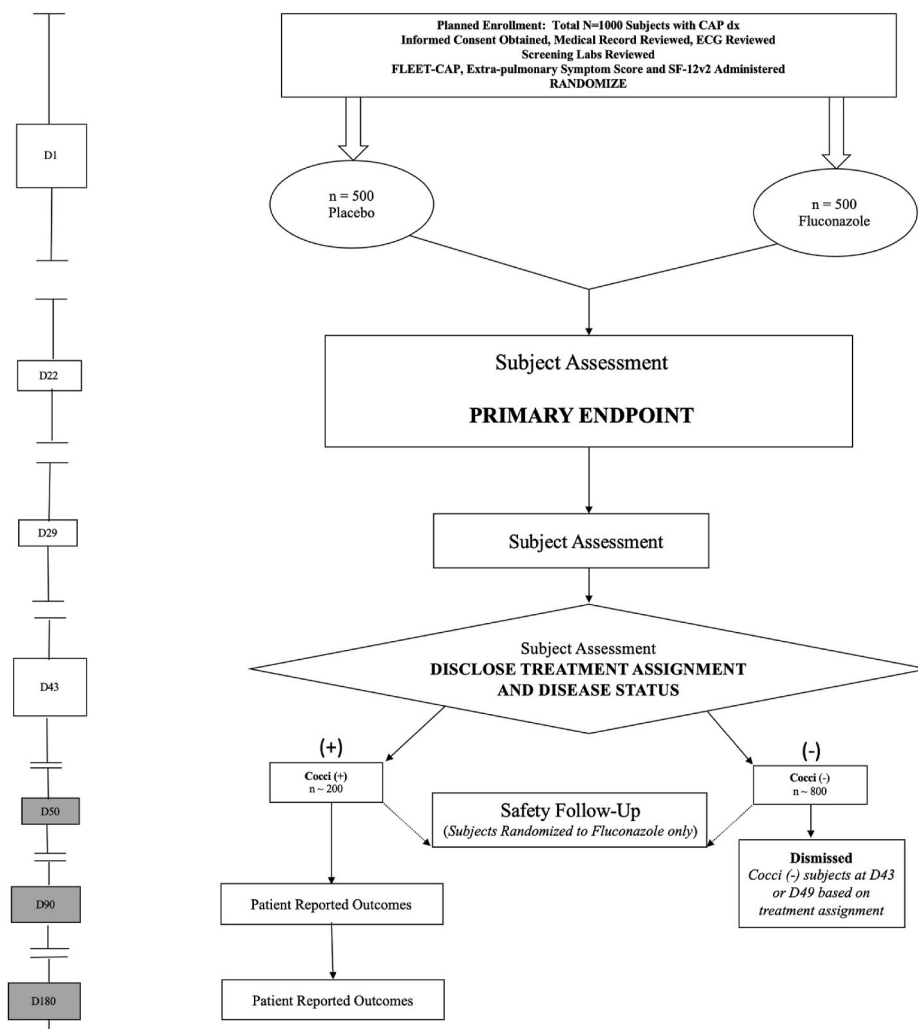 Planned Enrollment: Total N=1000 Subjects with CAP dx
Informed Consent Obtained, Medical Record Reviewed, ECG Reviewed
Screening Labs Reviewed
FLEET-CAP, Extra-pulmonary Symptom Score and SF-12v2 Administered
RANDOMIZE
D1
n = 500
Placebo
n = 500
Fluconazole
D22
Subject Assessment
PRIMARY ENDPOINT
D29
Subject Assessment
D43
Subject Assessment
DISCLOSE TREATMENT ASSIGNMENT
AND DISEASE STATUS
(+)
(-)
Cocci (+)
n ~ 200
Cocci (-)
n ~ 800
D50
Safety Follow-Up
(Subjects Randomized to Fluconazole only)
Dismissed
Cocci (-) subjects at D43
or D49 based on
treatment assignment
D90
Patient Reported Outcomes
D180
Patient Reported Outcomes